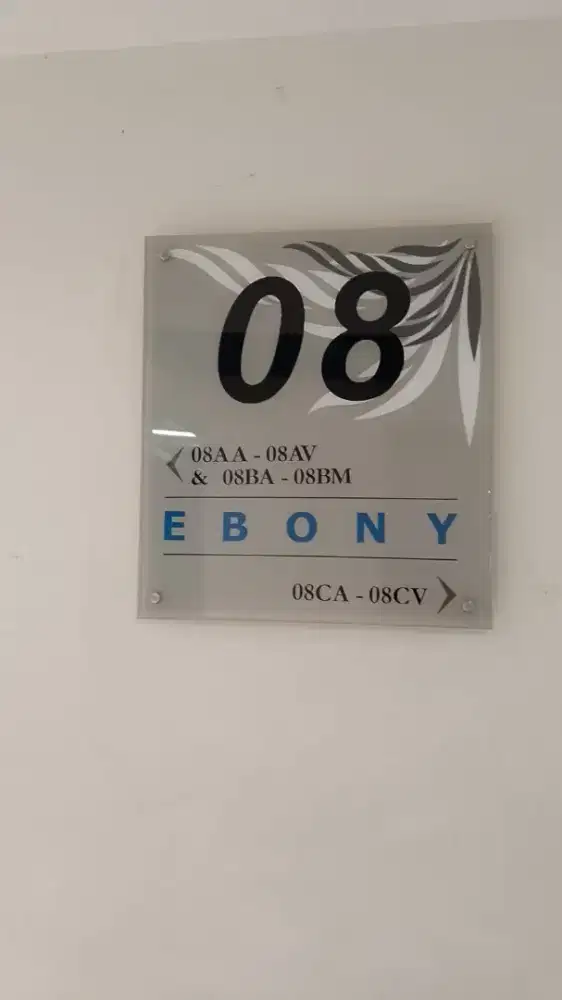 08
08AA - 08AV
& 08BA - 08BM
EBONY
08CA - 08CV